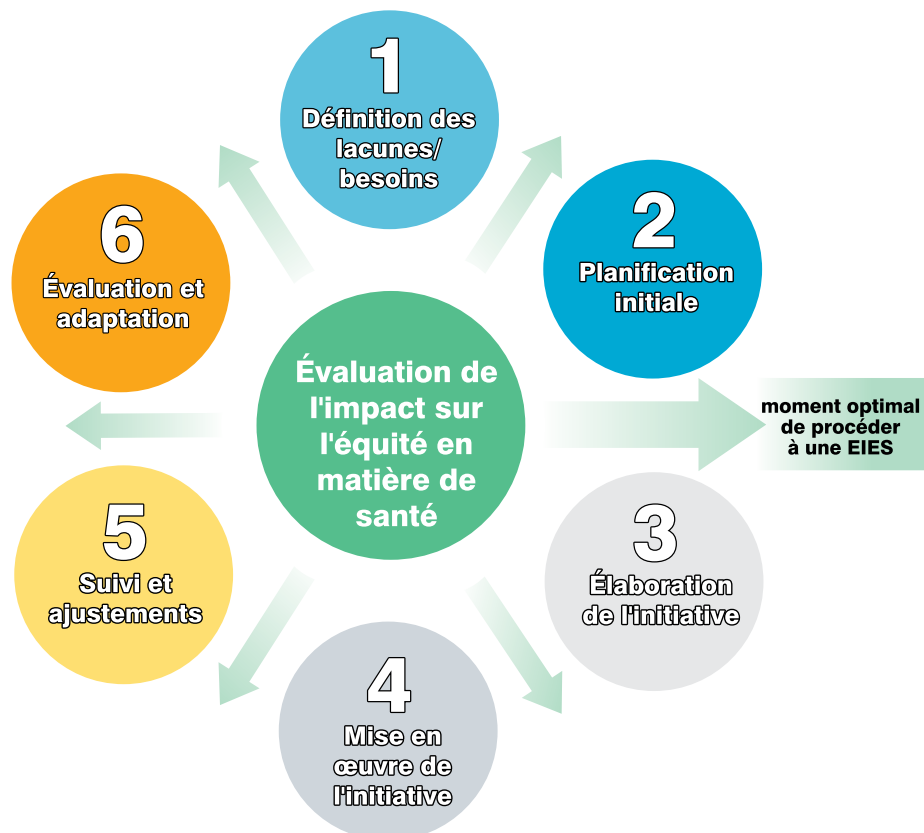 1
Définition des
lacunes/
besoins
2
Planification
initiale
moment optimal
de procéder
à une EIES
3
Élaboration
de l'initiative
4
Mise en
œuvre de
l'initiative
5
Suivi et
ajustements
6
Évaluation et
adaptation
Évaluation de
l'impact sur
l'équité en
matière de
santé